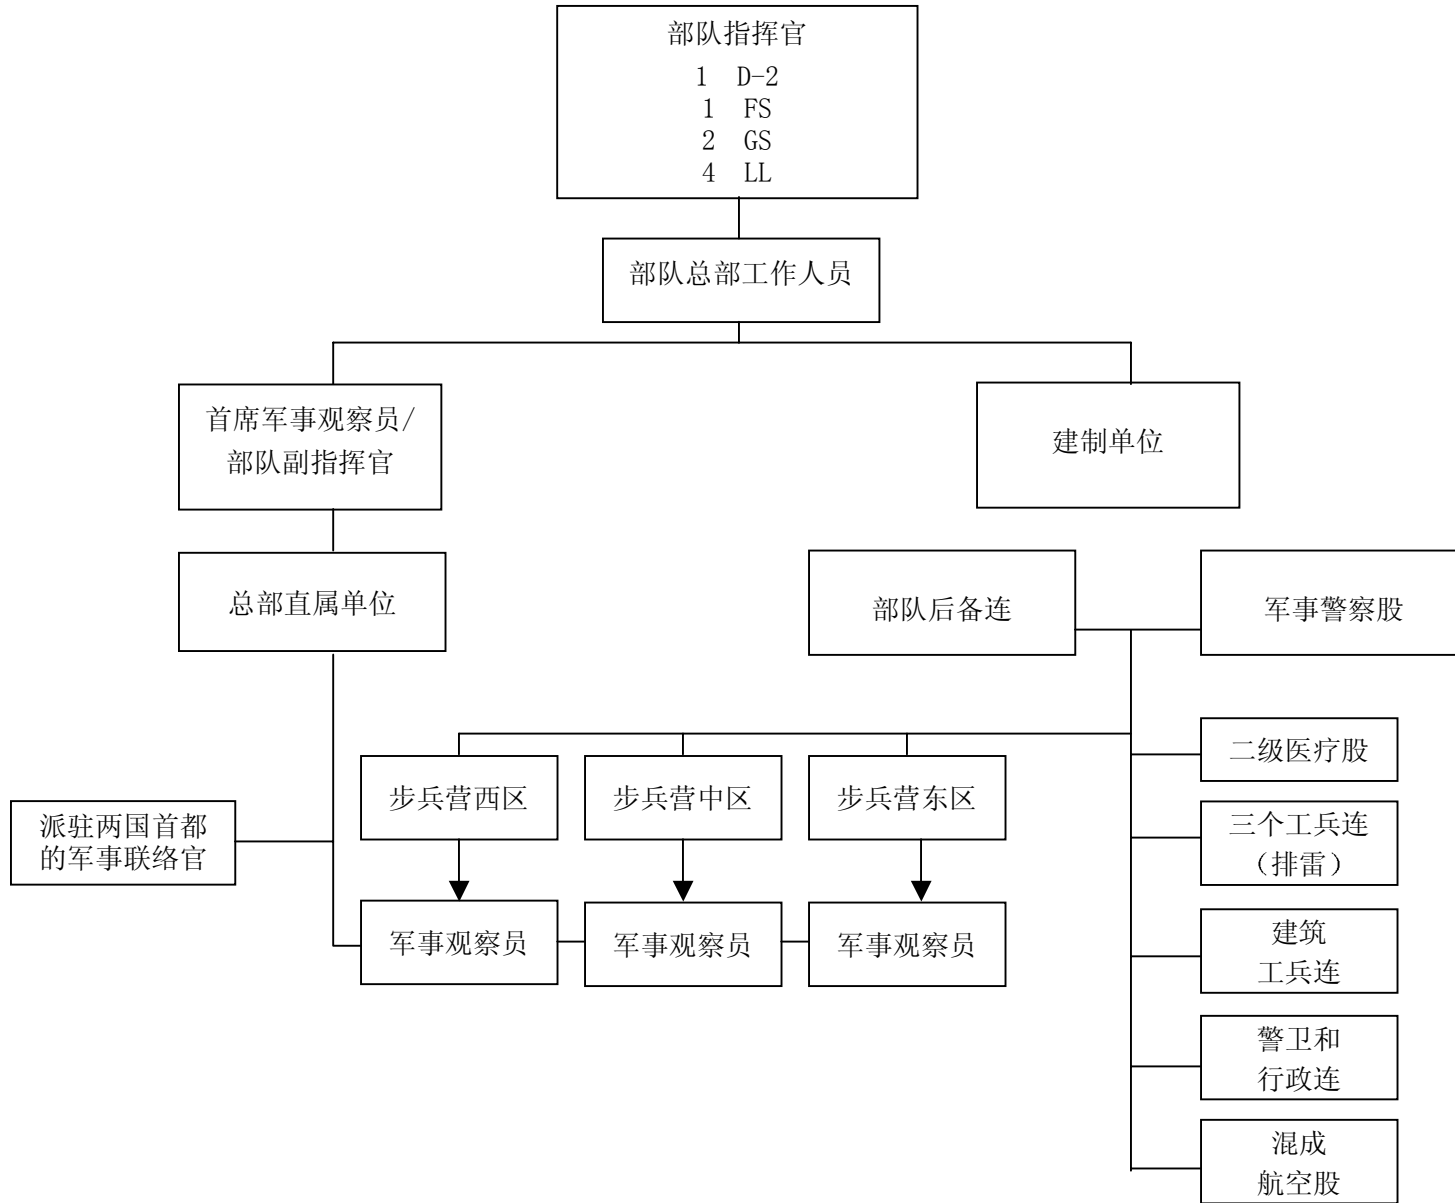 部队指挥官
1 D-2
1 FS
2 GS
4 LL
部队总部工作人员
首席军事观察员/
部队副指挥官
建制单位
总部直属单位
部队后备连
军事警察股
二级医疗股
步兵营西区
步兵营中区
步兵营东区
派驻两国首都
的军事联络官
三个工兵连
（排雷）
军事观察员
军事观察员
军事观察员
建筑
工兵连
警卫和
行政连
混成
航空股